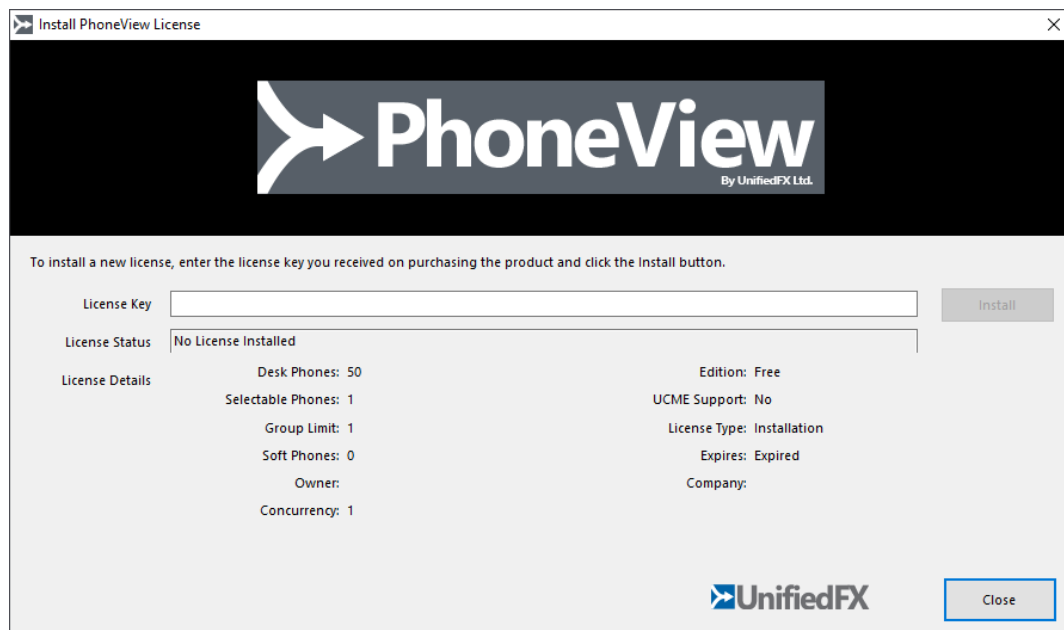 Install PhoneView License
PhoneView
By UnifiedFX Ltd.
To install a new license, enter the license key you received on purchasing the product and click the Install button.
License Key
Install
License Status
No License Installed
License Details
Desk Phones: 50
Edition: Free
Selectable Phones: 1
UCME Support: No
Group Limit: 1
License Type: Installation
Soft Phones: 0
Expires: Expired
Owner:
Company:
Concurrency: 1
UnifiedFX
Close